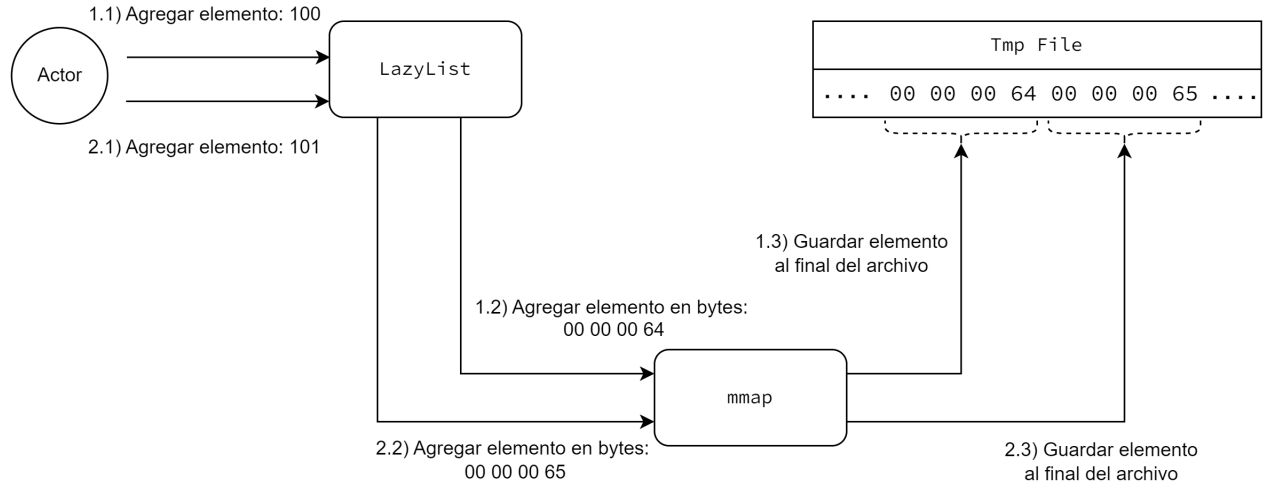 1.1) Agregar elemento: 100
Actor
LazyList
2.1) Agregar elemento: 101
Tmp File
.... 00 00 00 64 00 00 00 65 ....
1.2) Agregar elemento en bytes:
00 00 00 64
1.3) Guardar elemento
al final del archivo
mmap
2.2) Agregar elemento en bytes:
00 00 00 65
2.3) Guardar elemento
al final del archivo